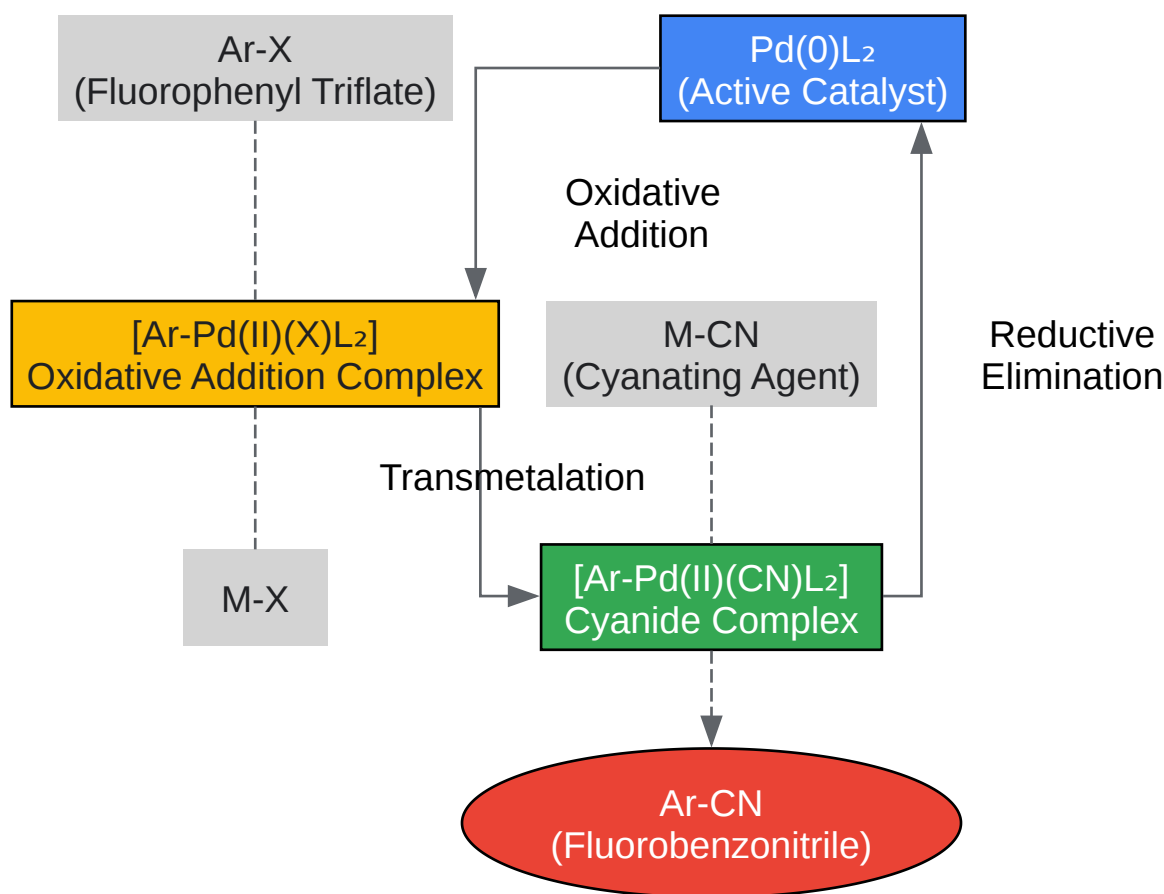 Ar-X
(Fluorophenyl Triflate)
Pd(0)L₂
(Active Catalyst)
Oxidative
Addition
[Ar-Pd(II)(X)L₂]
Oxidative Addition Complex
M-CN
(Cyanating Agent)
Reductive
Elimination
Transmetalation
M-X
[Ar-Pd(II)(CN)L₂]
Cyanide Complex
Ar-CN
(Fluorobenzonitrile)